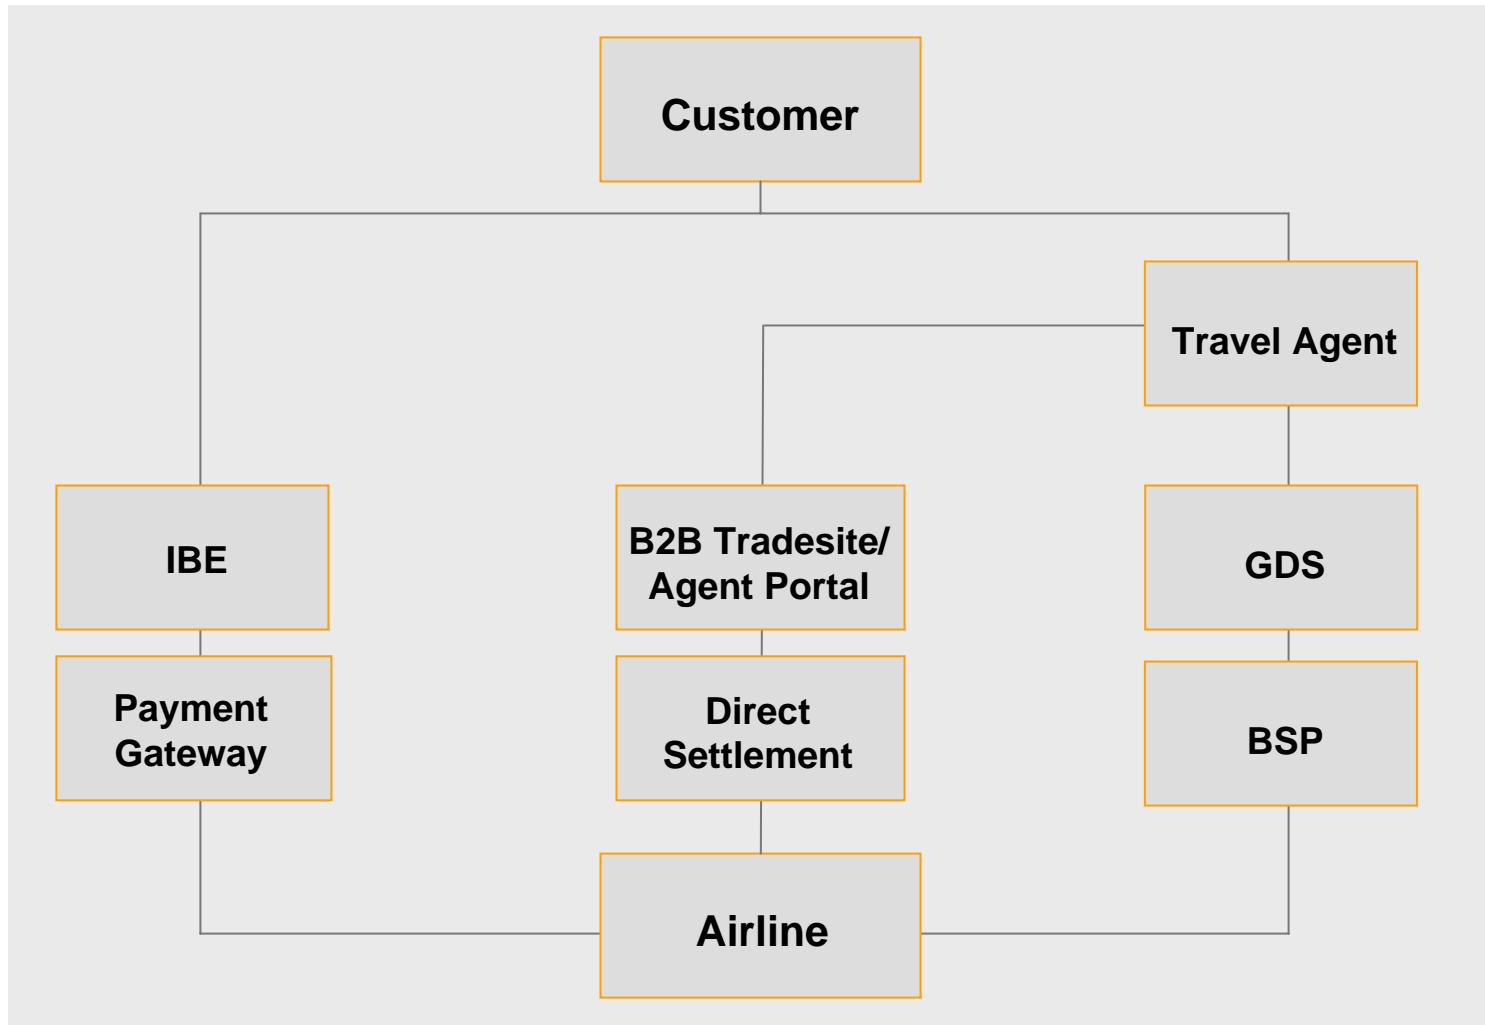 Customer
Travel Agent
IBE
B2B Tradesite/
Agent Portal
GDS
Payment
Gateway
Direct
Settlement
BSP
Airline